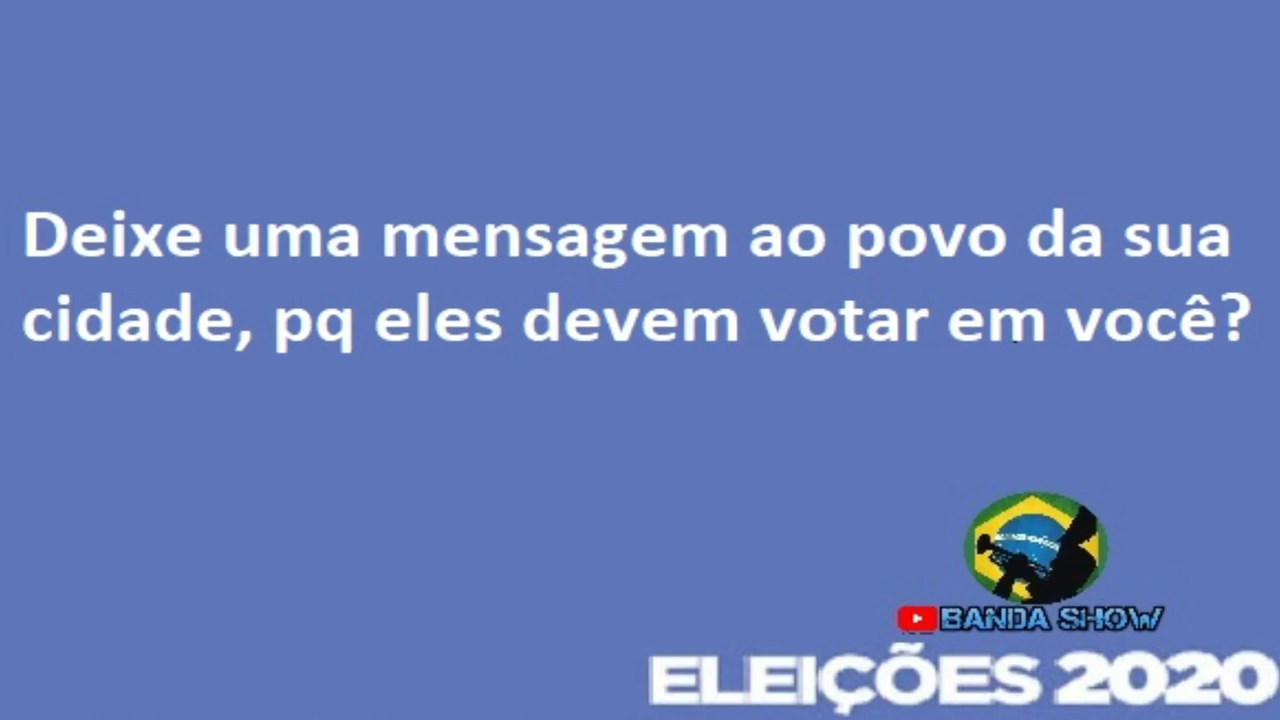 Deixe uma mensagem ao povo da sua
cidade, pq eles devem votar em você?
BANDA SHOW
ELEIÇÕES 2020